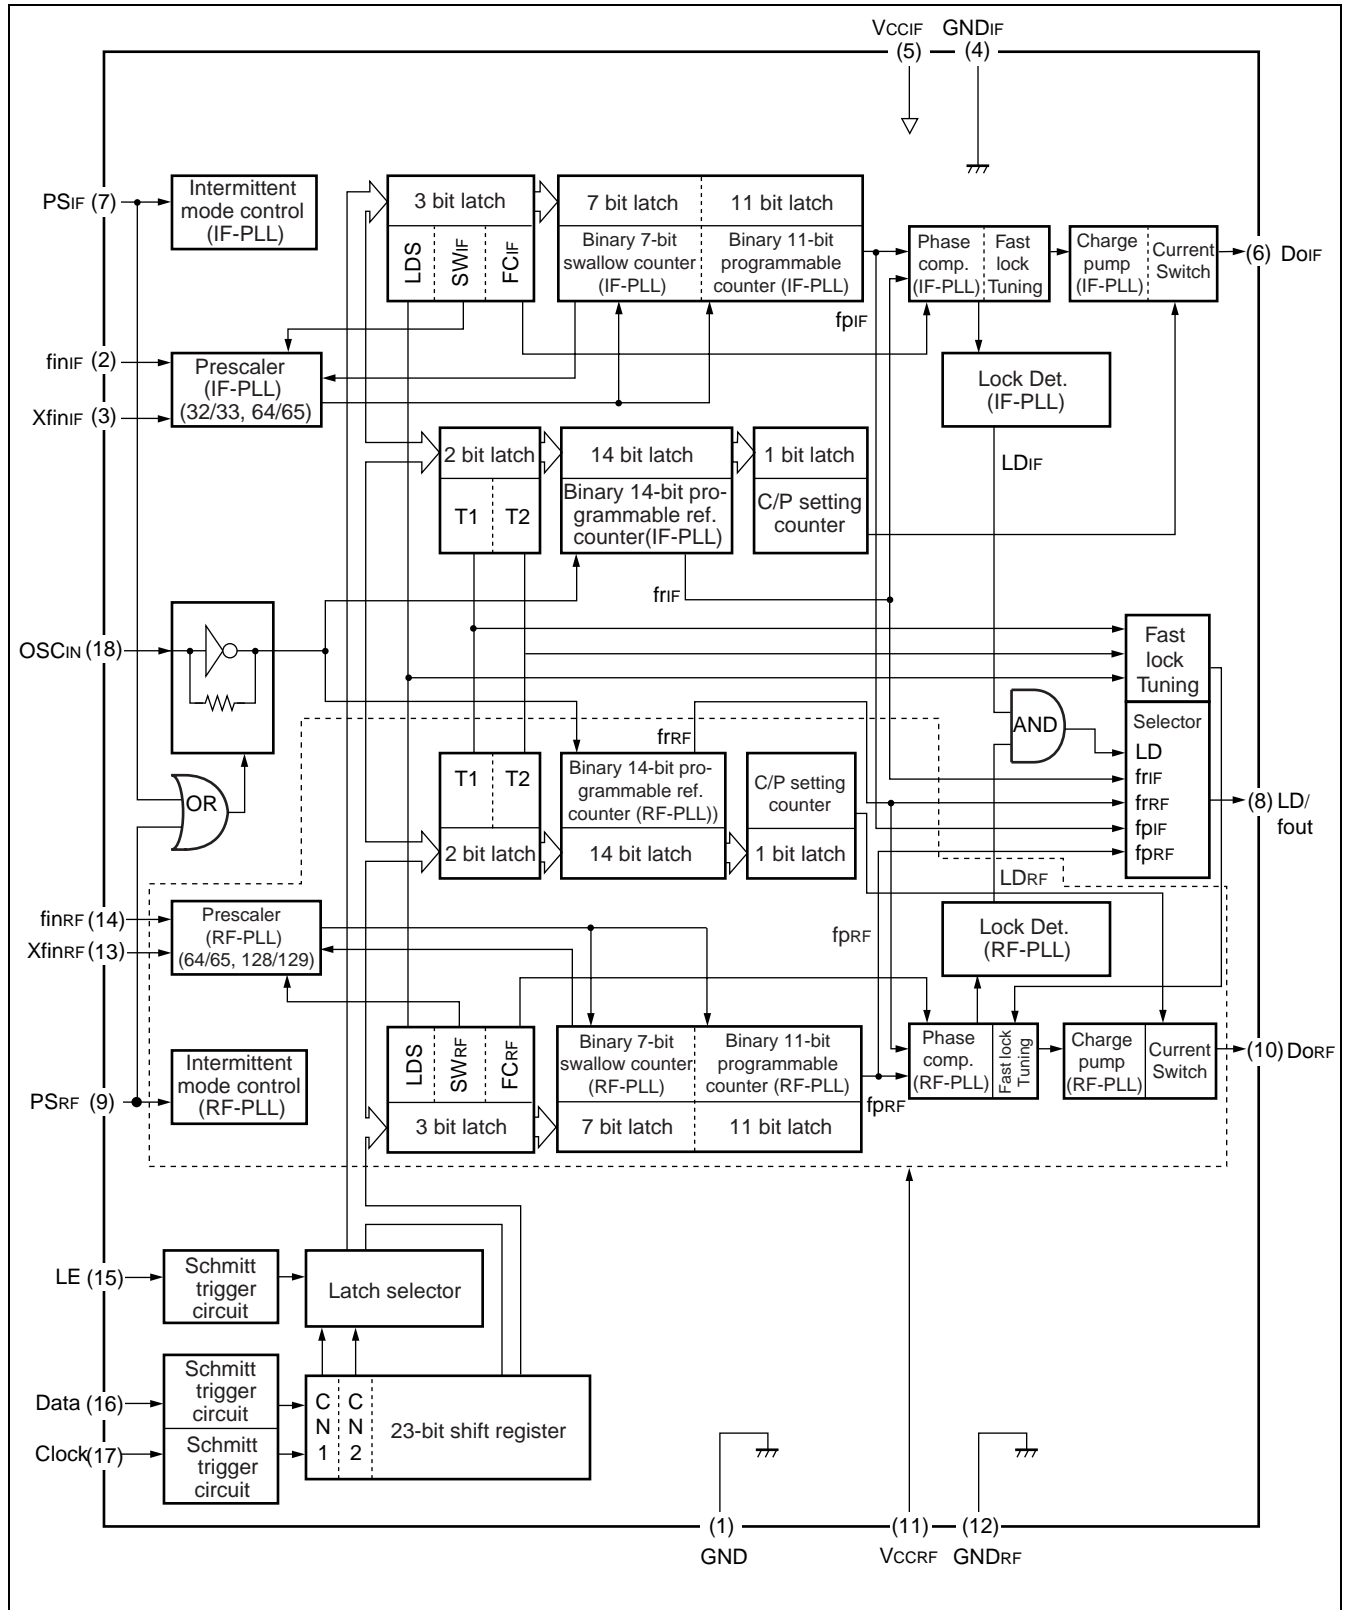 VCCIF GNDIF
(5) (4)
PSIF (7)
Intermittent
mode control
(IF-PLL)
3 bit latch
LDS
SWIF
FCIF
7 bit latch
11 bit latch
Binary 7-bit
swallow counter
(IF-PLL)
Binary 11-bit
programmable
counter (IF-PLL)
fpIF
Phase
comp.
(IF-PLL)
Fast
lock
Tuning
Charge
pump
(IF-PLL)
Current
Switch
(6) DOIF
finIF (2)
XfinIF (3)
Prescaler
(IF-PLL)
(32/33, 64/65)
Lock Det.
(IF-PLL)
LDIF
2 bit latch
T1
T2
14 bit latch
Binary 14-bit pro-
grammable ref.
counter(IF-PLL)
1 bit latch
C/P setting
counter
frIF
OSCIN (18)
OR
Fast
lock
Tuning
AND
Selector
LD
frIF
frRF
fpIF
fpRF
(8) LD/
fout
frRF
T1
T2
2 bit latch
Binary 14-bit pro-
grammable ref.
counter (RF-PLL))
14 bit latch
C/P setting
counter
1 bit latch
LDRF
finRF (14)
XfinRF (13)
Prescaler
(RF-PLL)
(64/65, 128/129)
fpRF
Lock Det.
(RF-PLL)
PSRF (9)
Intermittent
mode control
(RF-PLL)
LDS
SWRF
FCRF
3 bit latch
Binary 7-bit
swallow counter
(RF-PLL)
Binary 11-bit
programmable
counter (RF-PLL)
7 bit latch
11 bit latch
fpRF
Phase
comp.
(RF-PLL)
Fast lock
Tuning
Charge
pump
(RF-PLL)
Current
Switch
(10) DORF
LE (15)
Schmitt
trigger
circuit
Latch selector
Data (16)
Schmitt
trigger
circuit
Clock(17)
Schmitt
trigger
circuit
C
N
1
C
N
2
23-bit shift register
(1)
GND
(11)
VCCRF
(12)
GNDRF